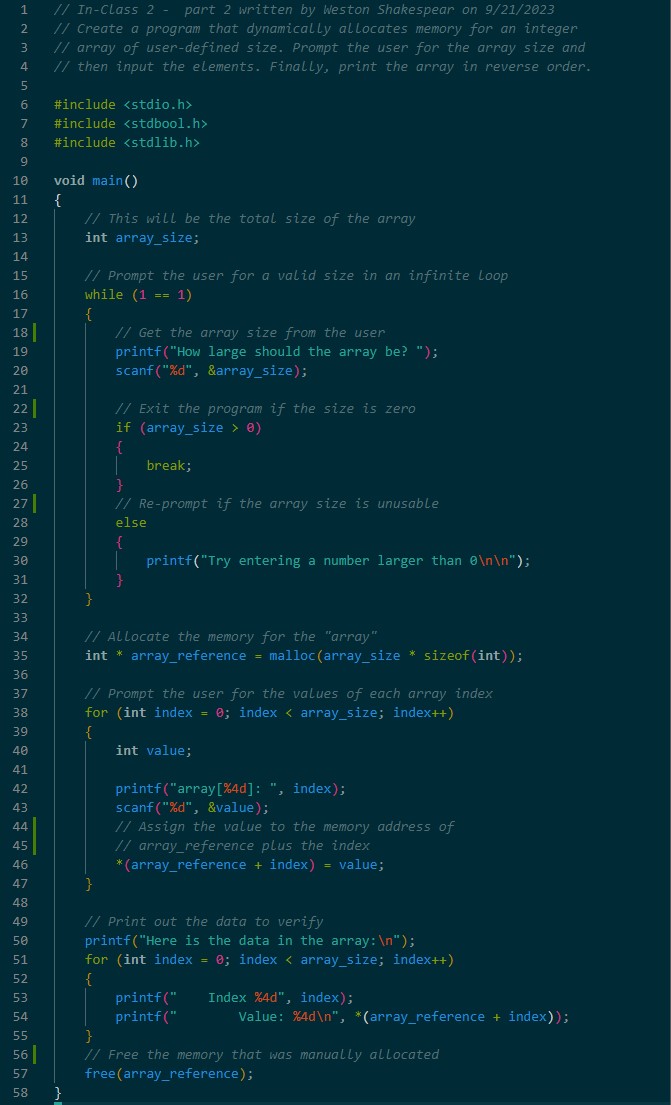 1 // In-Class 2 -  part 2 written by Weston Shakespear on 9/21/2023
2 // Create a program that dynamically allocates memory for an integer
3 // array of user-defined size. Prompt the user for the array size and
4 // then input the elements. Finally, print the array in reverse order.
5
6 #include <stdio.h>
7 #include <stdbool.h>
8 #include <stdlib.h>
9
10 void main()
11 {
12     // This will be the total size of the array
13     int array_size;
14
15     // Prompt the user for a valid size in an infinite loop
16     while (1 == 1)
17     {
18         // Get the array size from the user
19         printf("How large should the array be? ");
20         scanf("%d", &array_size);
21
22         // Exit the program if the size is zero
23         if (array_size > 0)
24         {
25             break;
26         }
27         // Re-prompt if the array size is unusable
28         else
29         {
30             printf("Try entering a number larger than 0\n\n");
31         }
32     }
33
34     // Allocate the memory for the "array"
35     int * array_reference = malloc(array_size * sizeof(int));
36
37     // Prompt the user for the values of each array index
38     for (int index = 0; index < array_size; index++)
39     {
40         int value;
41
42         printf("array[%4d]: ", index);
43         scanf("%d", &value);
44         // Assign the value to the memory address of
45         // array_reference plus the index
46         *(array_reference + index) = value;
47     }
48
49     // Print out the data to verify
50     printf("Here is the data in the array:\n");
51     for (int index = 0; index < array_size; index++)
52     {
53         printf("    Index %4d", index);
54         printf("        Value: %4d\n", *(array_reference + index));
55     }
56     // Free the memory that was manually allocated
57     free(array_reference);
58 }